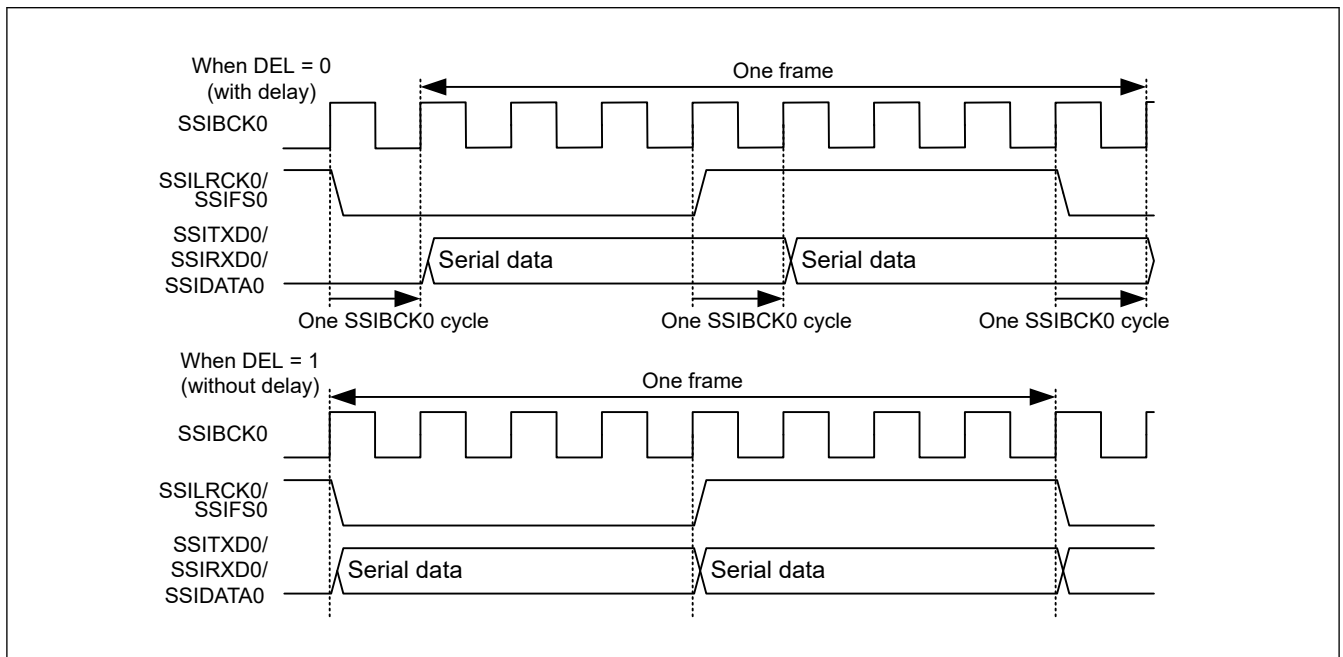 When DEL = 0
(with delay)
One frame
SSIBCK0
SSILRCK0/
SSIFS0
SSITXD0/
SSIRXD0/
SSIDATA0
Serial data
Serial data
One SSIBCK0 cycle
One SSIBCK0 cycle
One SSIBCK0 cycle
When DEL = 1
(without delay)
One frame
SSIBCK0
SSILRCK0/
SSIFS0
SSITXD0/
SSIRXD0/
SSIDATA0
Serial data
Serial data